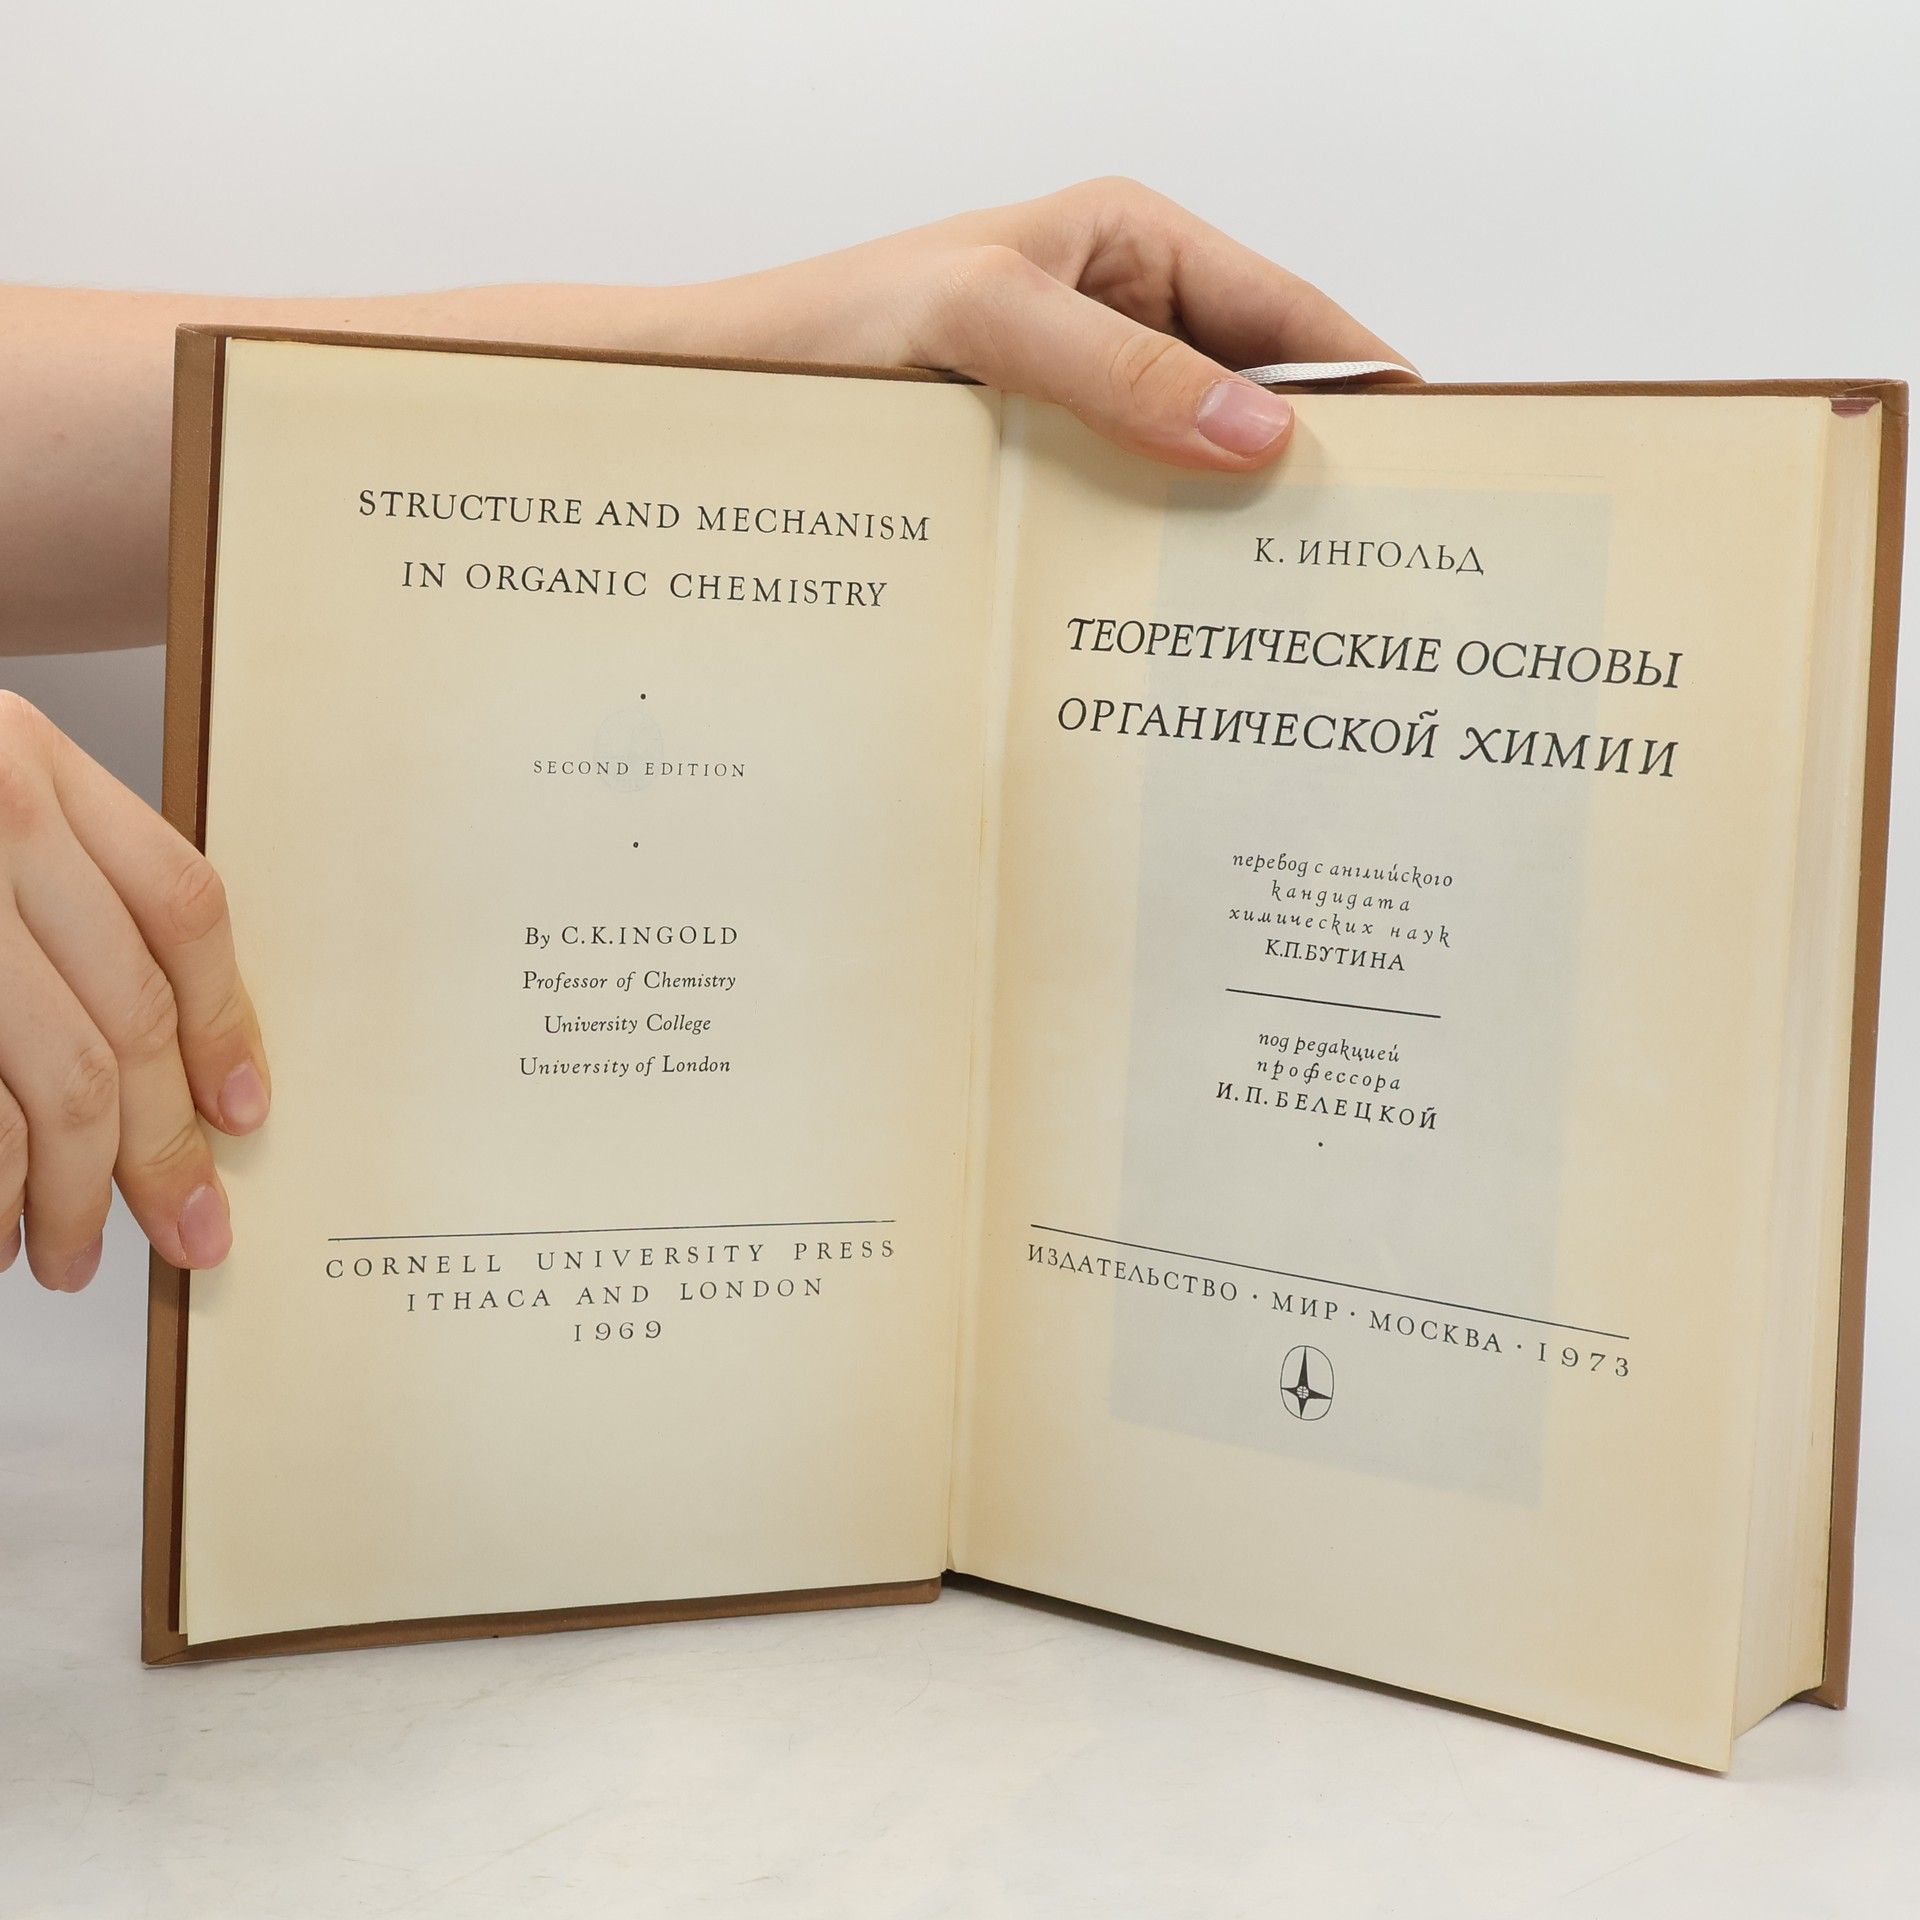 STRUCTURE AND MECHANISM
IN ORGANIC CHEMISTRY
SECOND EDITION
By C.K.INGOLD
Professor of Chemistry
University College
University of London
CORNELL UNIVERSITY PRESS
ITHACA AND LONDON
1969
К. ИНГОЛЬД
ТЕОРЕТИЧЕСКИЕ ОСНОВЫ
ОРГАНИЧЕСКОЙ ХИМИИ
перевод с английского
кандидата
химических наук
К.П.БУТИНА
под редакцией
профессора
И.П.БЕЛЕЦКОЙ
ИЗДАТЕЛЬСТВО · МИР · МОСКВА · 1973